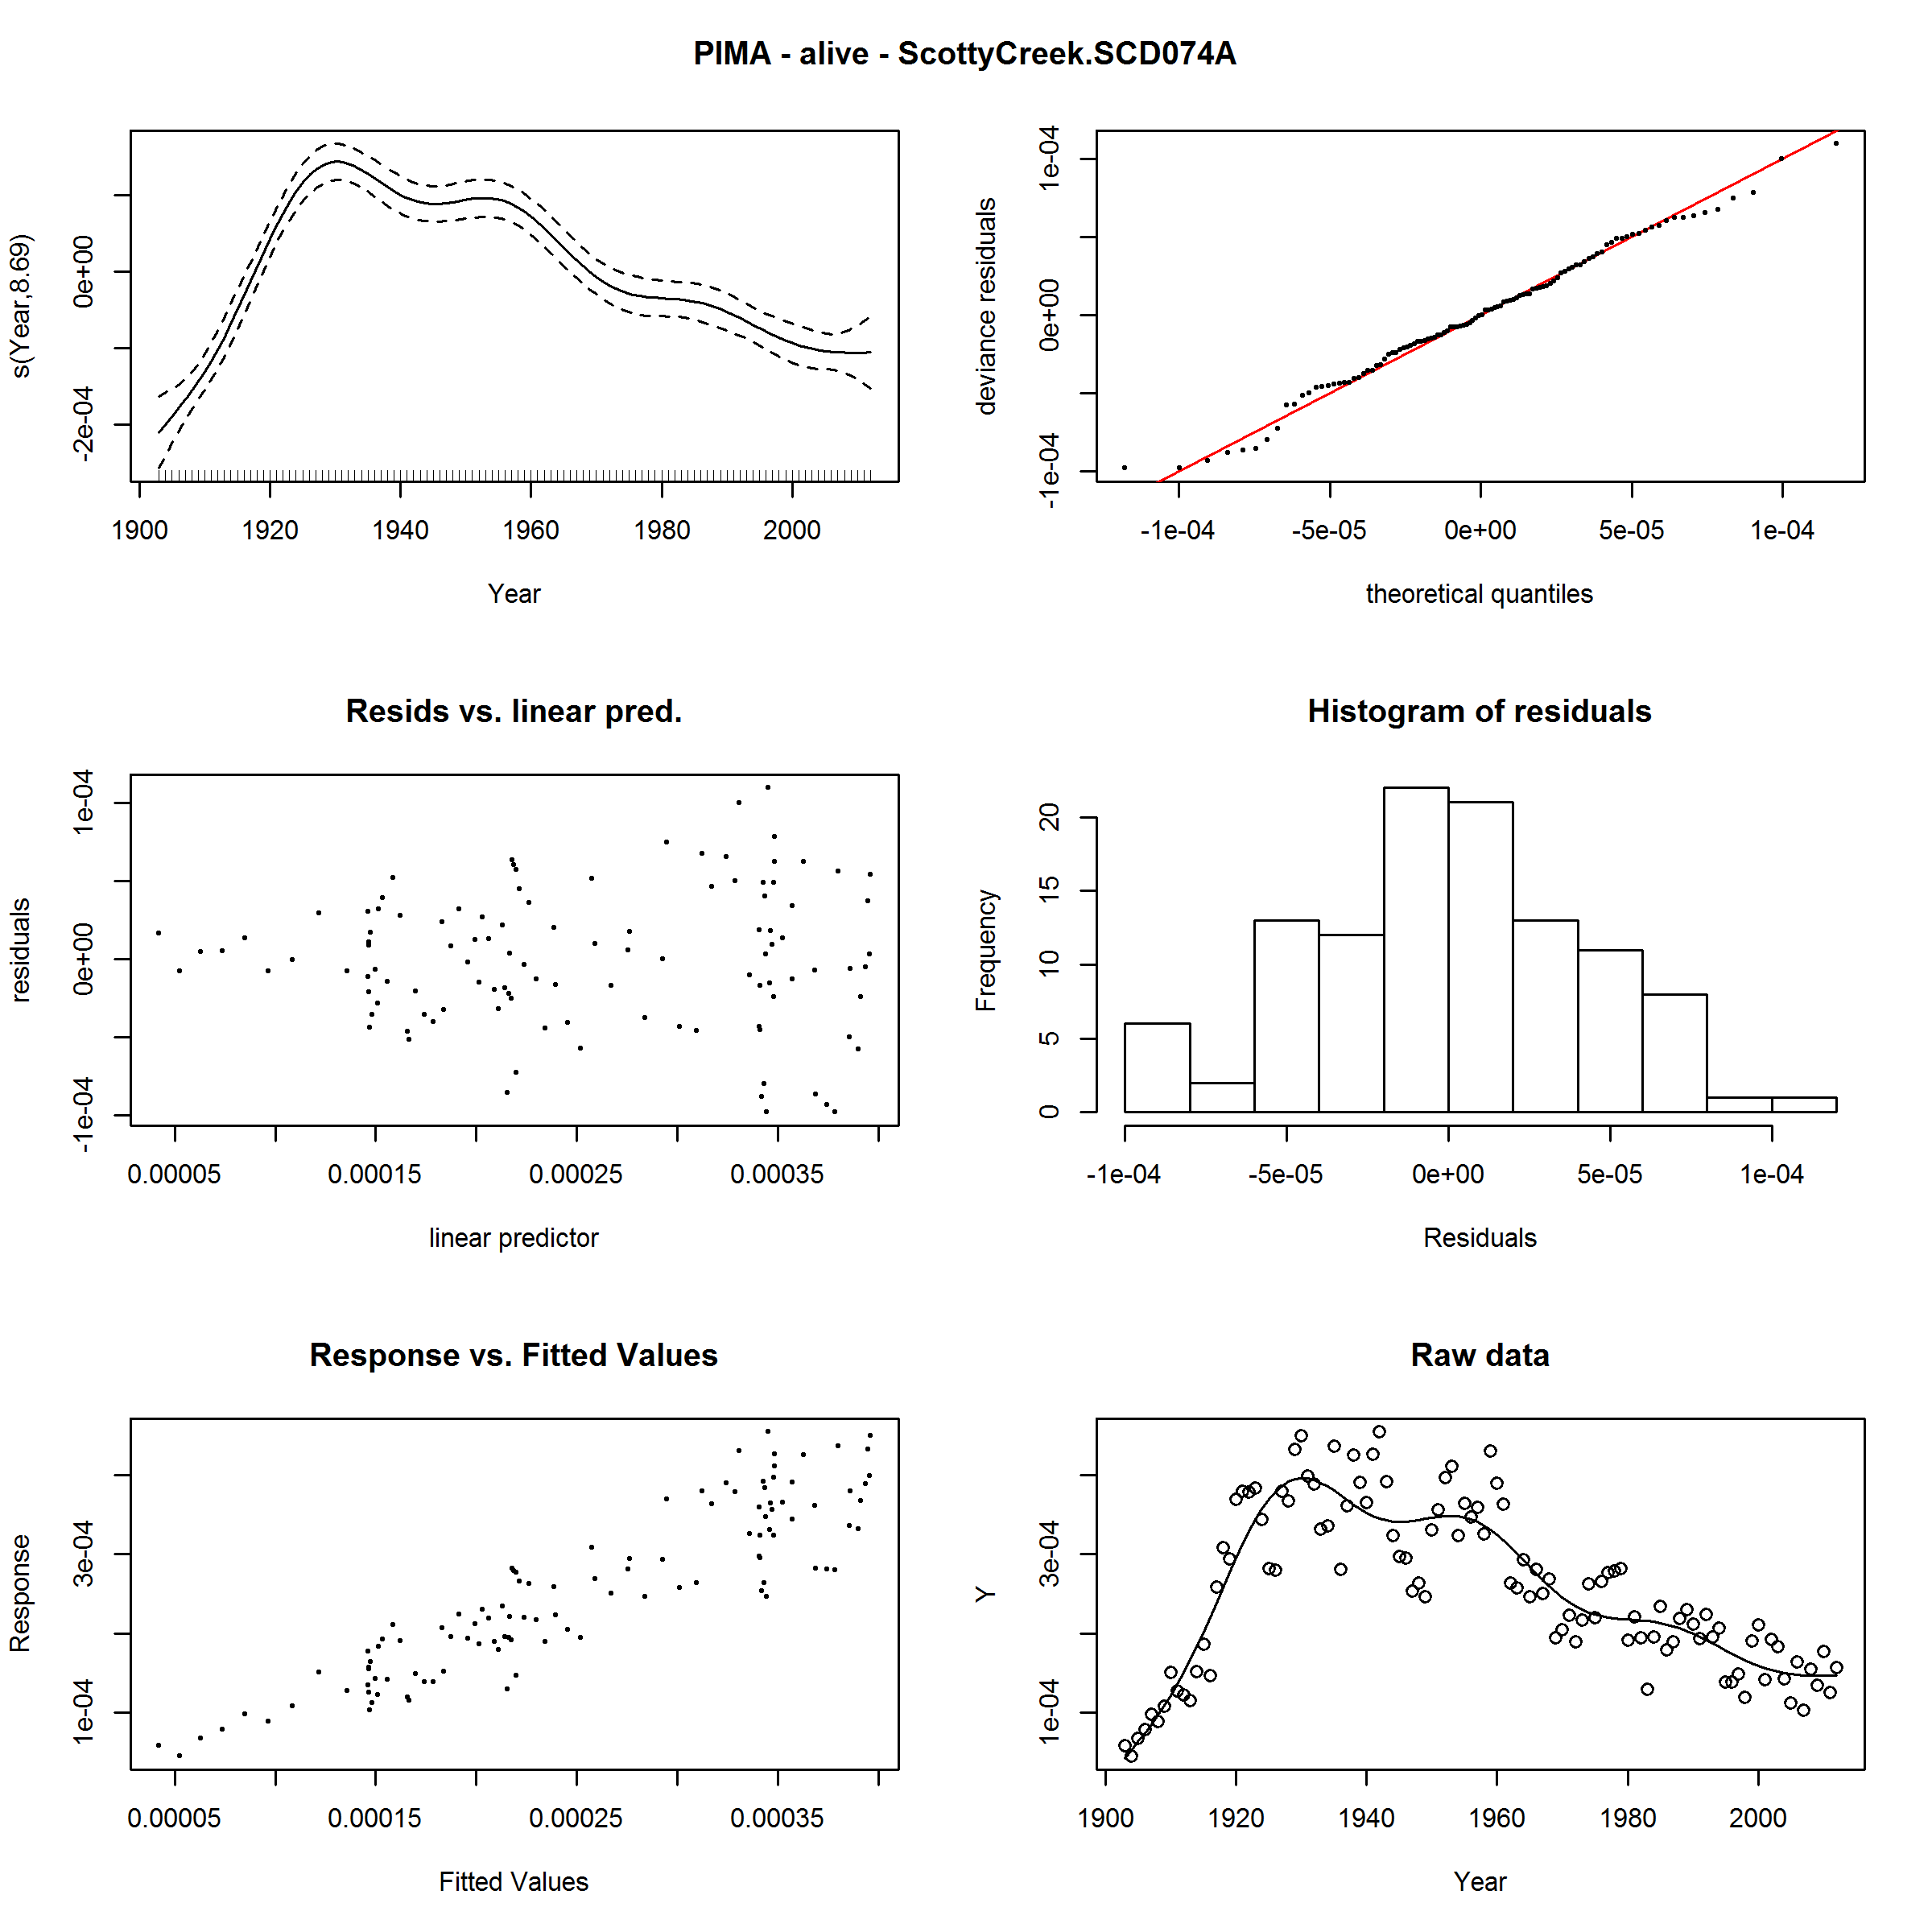 PIMA - alive - ScottyCreek.SCD074A
s(Year,8.69)
-2e-04 0e+00
1900 1920 1940 1960 1980 2000
Year
deviance residuals
-1e-04 0e+00 1e-04
-1e-04 -5e-05 0e+00 5e-05 1e-04
theoretical quantiles
Resids vs. linear pred.
residuals
-1e-04 0e+00 1e-04
0.00005 0.00015 0.00025 0.00035
linear predictor
Histogram of residuals
Frequency
0 5 10 15 20
-1e-04 -5e-05 0e+00 5e-05 1e-04
Residuals
Response vs. Fitted Values
Response
1e-04 3e-04
0.00005 0.00015 0.00025 0.00035
Fitted Values
Raw data
Y
1e-04 3e-04
1900 1920 1940 1960 1980 2000
Year